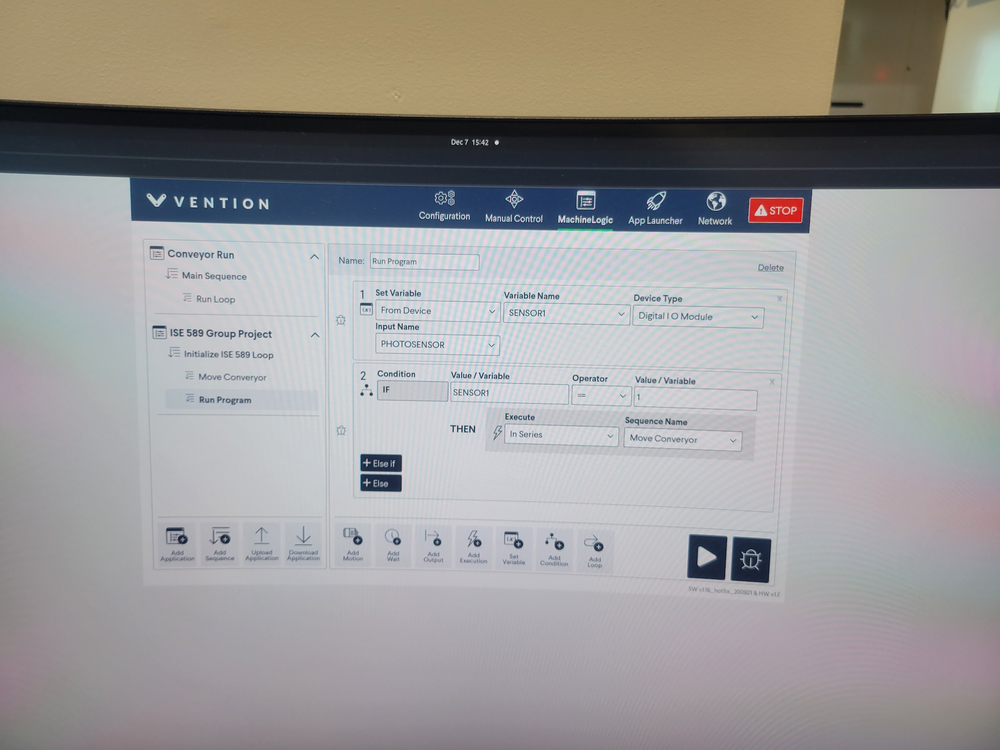 Dec 7 15:42
VENTION
Configuration
Manual Control
MachineLogic
App Launcher
Network
STOP
Conveyor Run
Main Sequence
Run Loop
ISE 589 Group Project
Initialize ISE 589 Loop
Move Converyor
Run Program
Add
Application
Add
Sequence
Upload
Application
Download
Application
Name: Run Program
Delete
1 Set Variable Variable Name Device Type x
(x) From Device SENSOR1 Digital I O Module
Input Name
PHOTOSENSOR
2 Condition Value / Variable Operator Value / Variable x
IF SENSOR1 == 1
Execute Sequence Name
THEN In Series Move Converyor
+ Else if
+ Else
Add
Motion
Add
Wait
Add
Output
Add
Execution
(x)
Set
Variable
Add
Condition
Add
Loop
SW v1.16_hotfix_200921 & HW v1.F